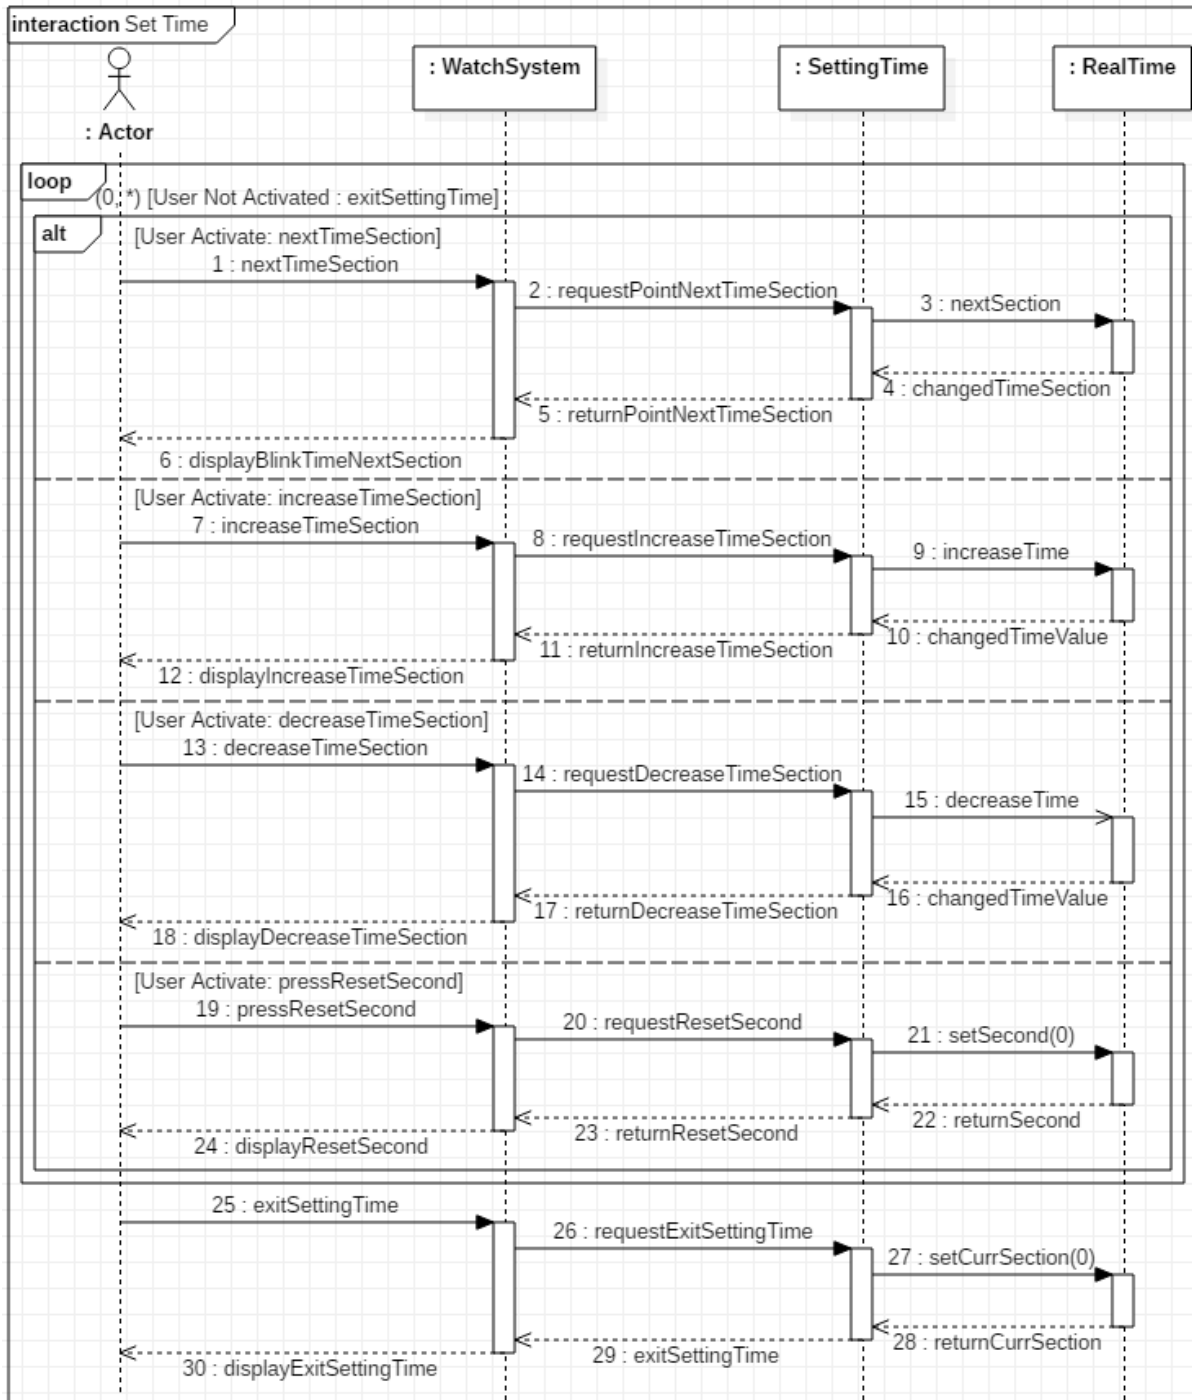 interaction Set Time
: Actor
: WatchSystem
: SettingTime
: RealTime
loop
(0, *) [User Not Activated : exitSettingTime]
alt
[User Activate: nextTimeSection]
1 : nextTimeSection
2 : requestPointNextTimeSection
3 : nextSection
4 : changedTimeSection
5 : returnPointNextTimeSection
6 : displayBlinkTimeNextSection
[User Activate: increaseTimeSection]
7 : increaseTimeSection
8 : requestIncreaseTimeSection
9 : increaseTime
10 : changedTimeValue
11 : returnIncreaseTimeSection
12 : displayIncreaseTimeSection
[User Activate: decreaseTimeSection]
13 : decreaseTimeSection
14 : requestDecreaseTimeSection
15 : decreaseTime
16 : changedTimeValue
17 : returnDecreaseTimeSection
18 : displayDecreaseTimeSection
[User Activate: pressResetSecond]
19 : pressResetSecond
20 : requestResetSecond
21 : setSecond(0)
22 : returnSecond
23 : returnResetSecond
24 : displayResetSecond
25 : exitSettingTime
26 : requestExitSettingTime
27 : setCurrSection(0)
28 : returnCurrSection
29 : exitSettingTime
30 : displayExitSettingTime